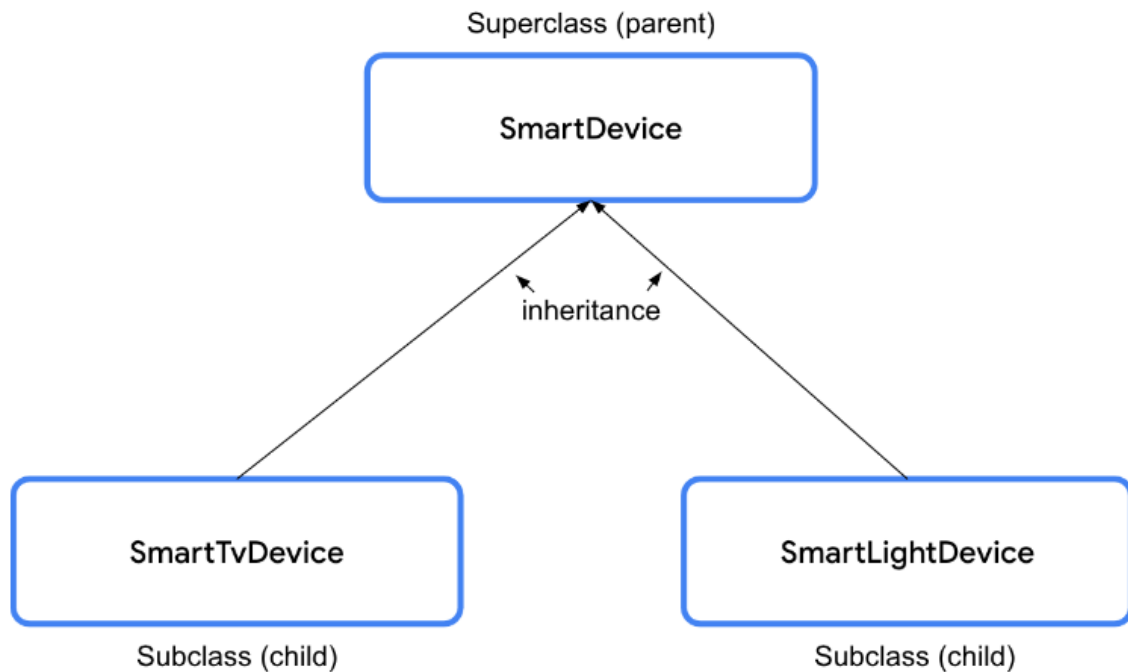 Superclass (parent)
SmartDevice
inheritance
SmartTvDevice
SmartLightDevice
Subclass (child)
Subclass (child)